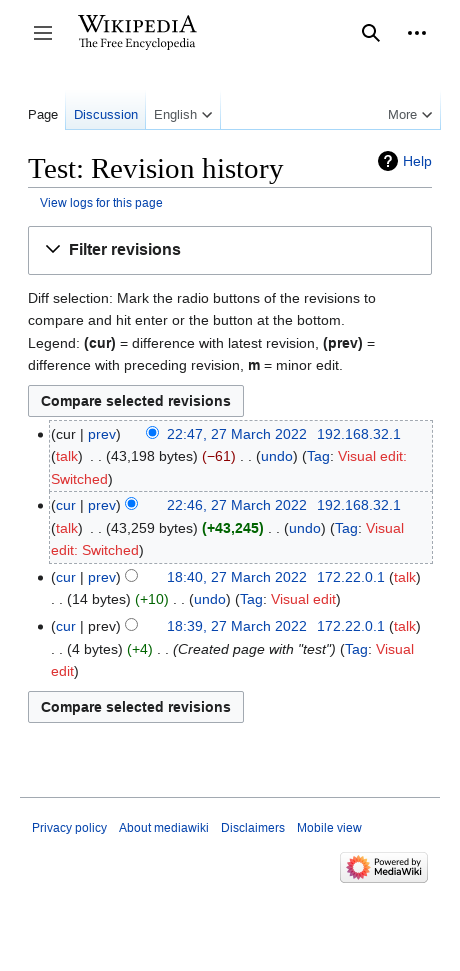 WIKIPEDIA
The Free Encyclopedia
Page Discussion English More
Test: Revision history
Help
View logs for this page
Filter revisions
Diff selection: Mark the radio buttons of the revisions to
compare and hit enter or the button at the bottom.
Legend: (cur) = difference with latest revision, (prev) =
difference with preceding revision, m = minor edit.
Compare selected revisions
• (cur | prev) 22:47, 27 March 2022 192.168.32.1
(talk) . . (43,198 bytes) (−61) . . (undo) (Tag: Visual edit:
Switched)
• (cur | prev) 22:46, 27 March 2022 192.168.32.1
(talk) . . (43,259 bytes) (+43,245) . . (undo) (Tag: Visual
edit: Switched)
• (cur | prev) 18:40, 27 March 2022 172.22.0.1 (talk)
. . (14 bytes) (+10) . . (undo) (Tag: Visual edit)
• (cur | prev) 18:39, 27 March 2022 172.22.0.1 (talk)
. . (4 bytes) (+4) . . (Created page with "test") (Tag: Visual
edit)
Compare selected revisions
Privacy policy About mediawiki Disclaimers Mobile view
Powered by
MediaWiki